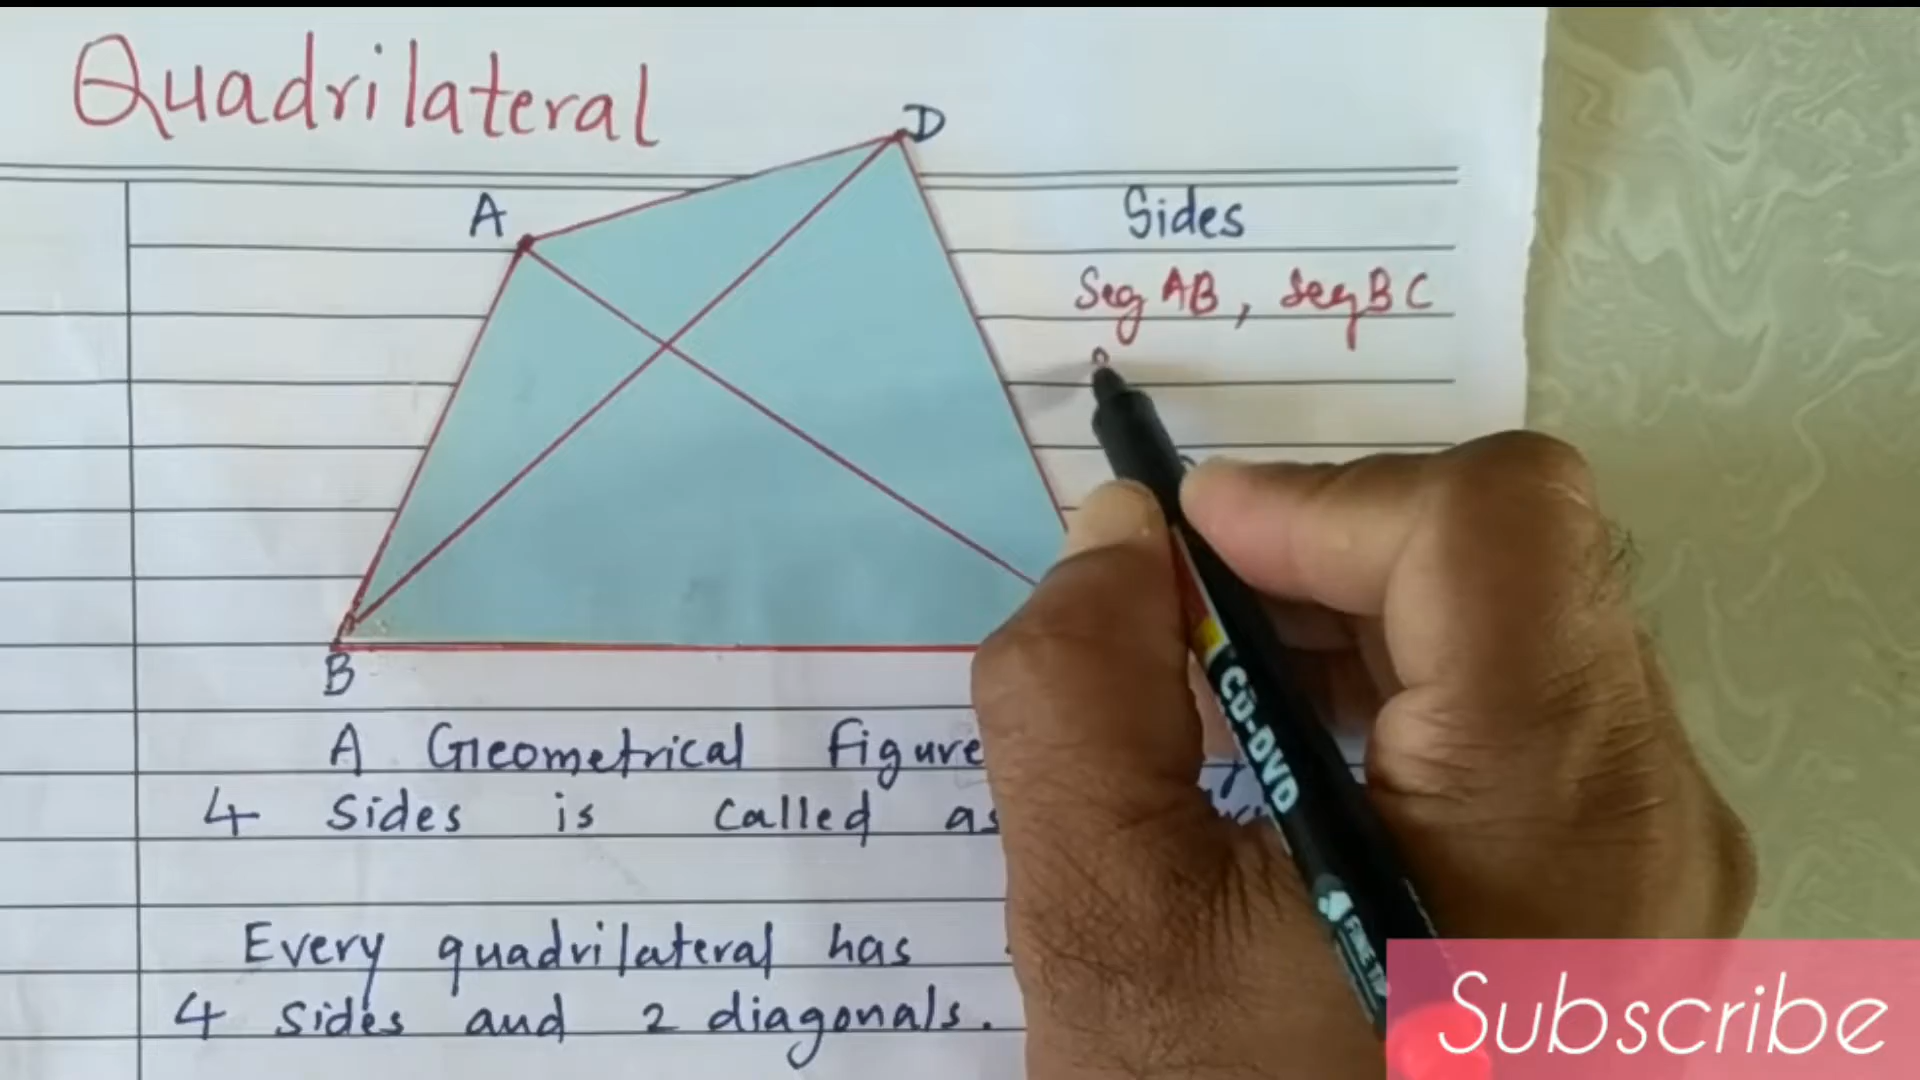 Quadrilateral
D
A
Sides
Seg AB, Seg BC
B
A Geometrical figure
4 sides is called as
Every quadrilateral has
4 sides and 2 diagonals.
CD-DVD
Subscribe